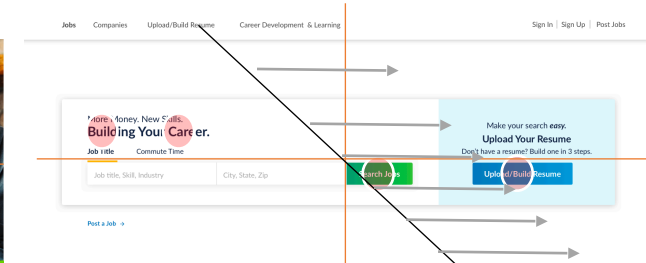 Jobs Companies Upload/Build Resume Career Development & Learning Sign In Sign Up Post Jobs
More Money. New Skills.
Building Your Career.
Job Title Commute Time
Job title, Skill, Industry City, State, Zip Search Jobs
Make your search easy.
Upload Your Resume
Don't have a resume? Build one in 3 steps.
Upload/Build Resume
Post a Job →